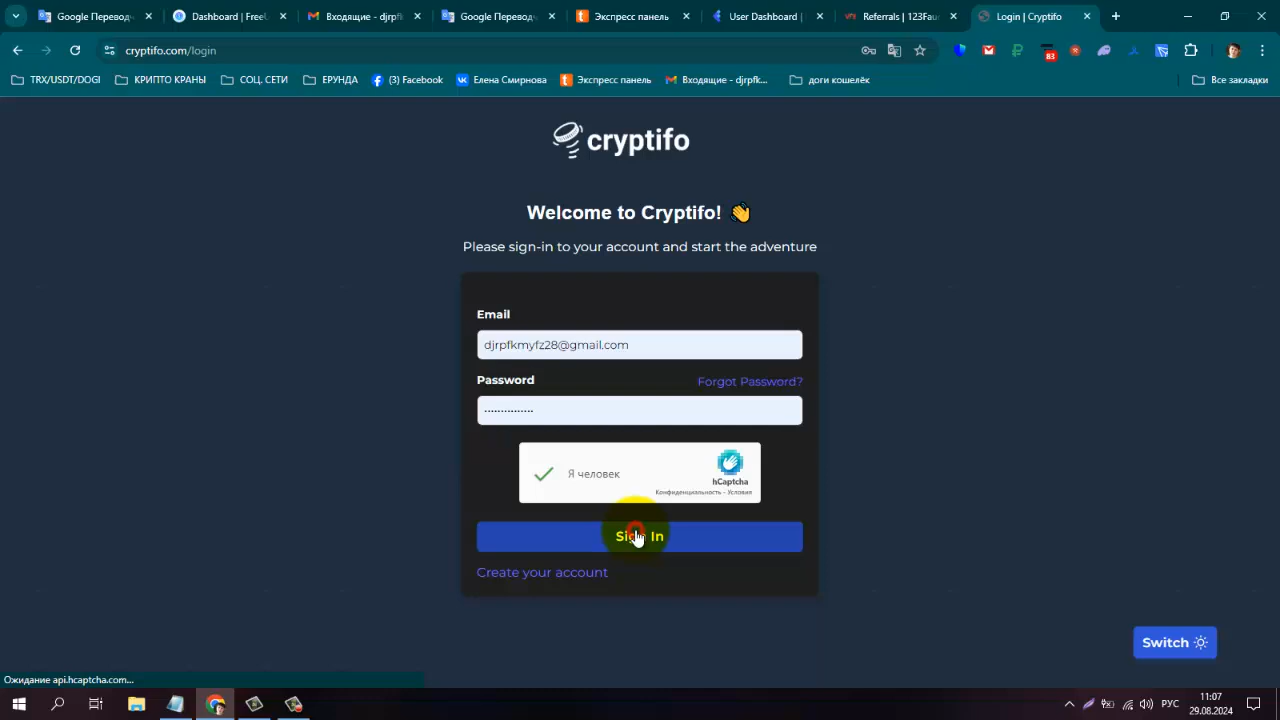 Google Перевод
Dashboard | Free
Входящие - djrpfl
Google Перевод
Экспресс панель
User Dashboard |
Referrals | 123Fau
Login | Cryptifo
cryptifo.com/login
83
TRX/USDT/DOGI
КРИПТО КРАНЫ
СОЦ. СЕТИ
ЕРУНДА
(3) Facebook
Елена Смирнова
Экспресс панель
Входящие - djrpfk...
доги кошелёк
Все закладки
cryptifo
Welcome to Cryptifo! 👋
Please sign-in to your account and start the adventure
Email
djrpfkmyfz28@gmail.com
Password
Forgot Password?
Я человек
hCaptcha
Конфиденциальность - Условия
Sign In
Create your account
Switch
Ожидание api.hcaptcha.com...
РУС
11:07
29.08.2024